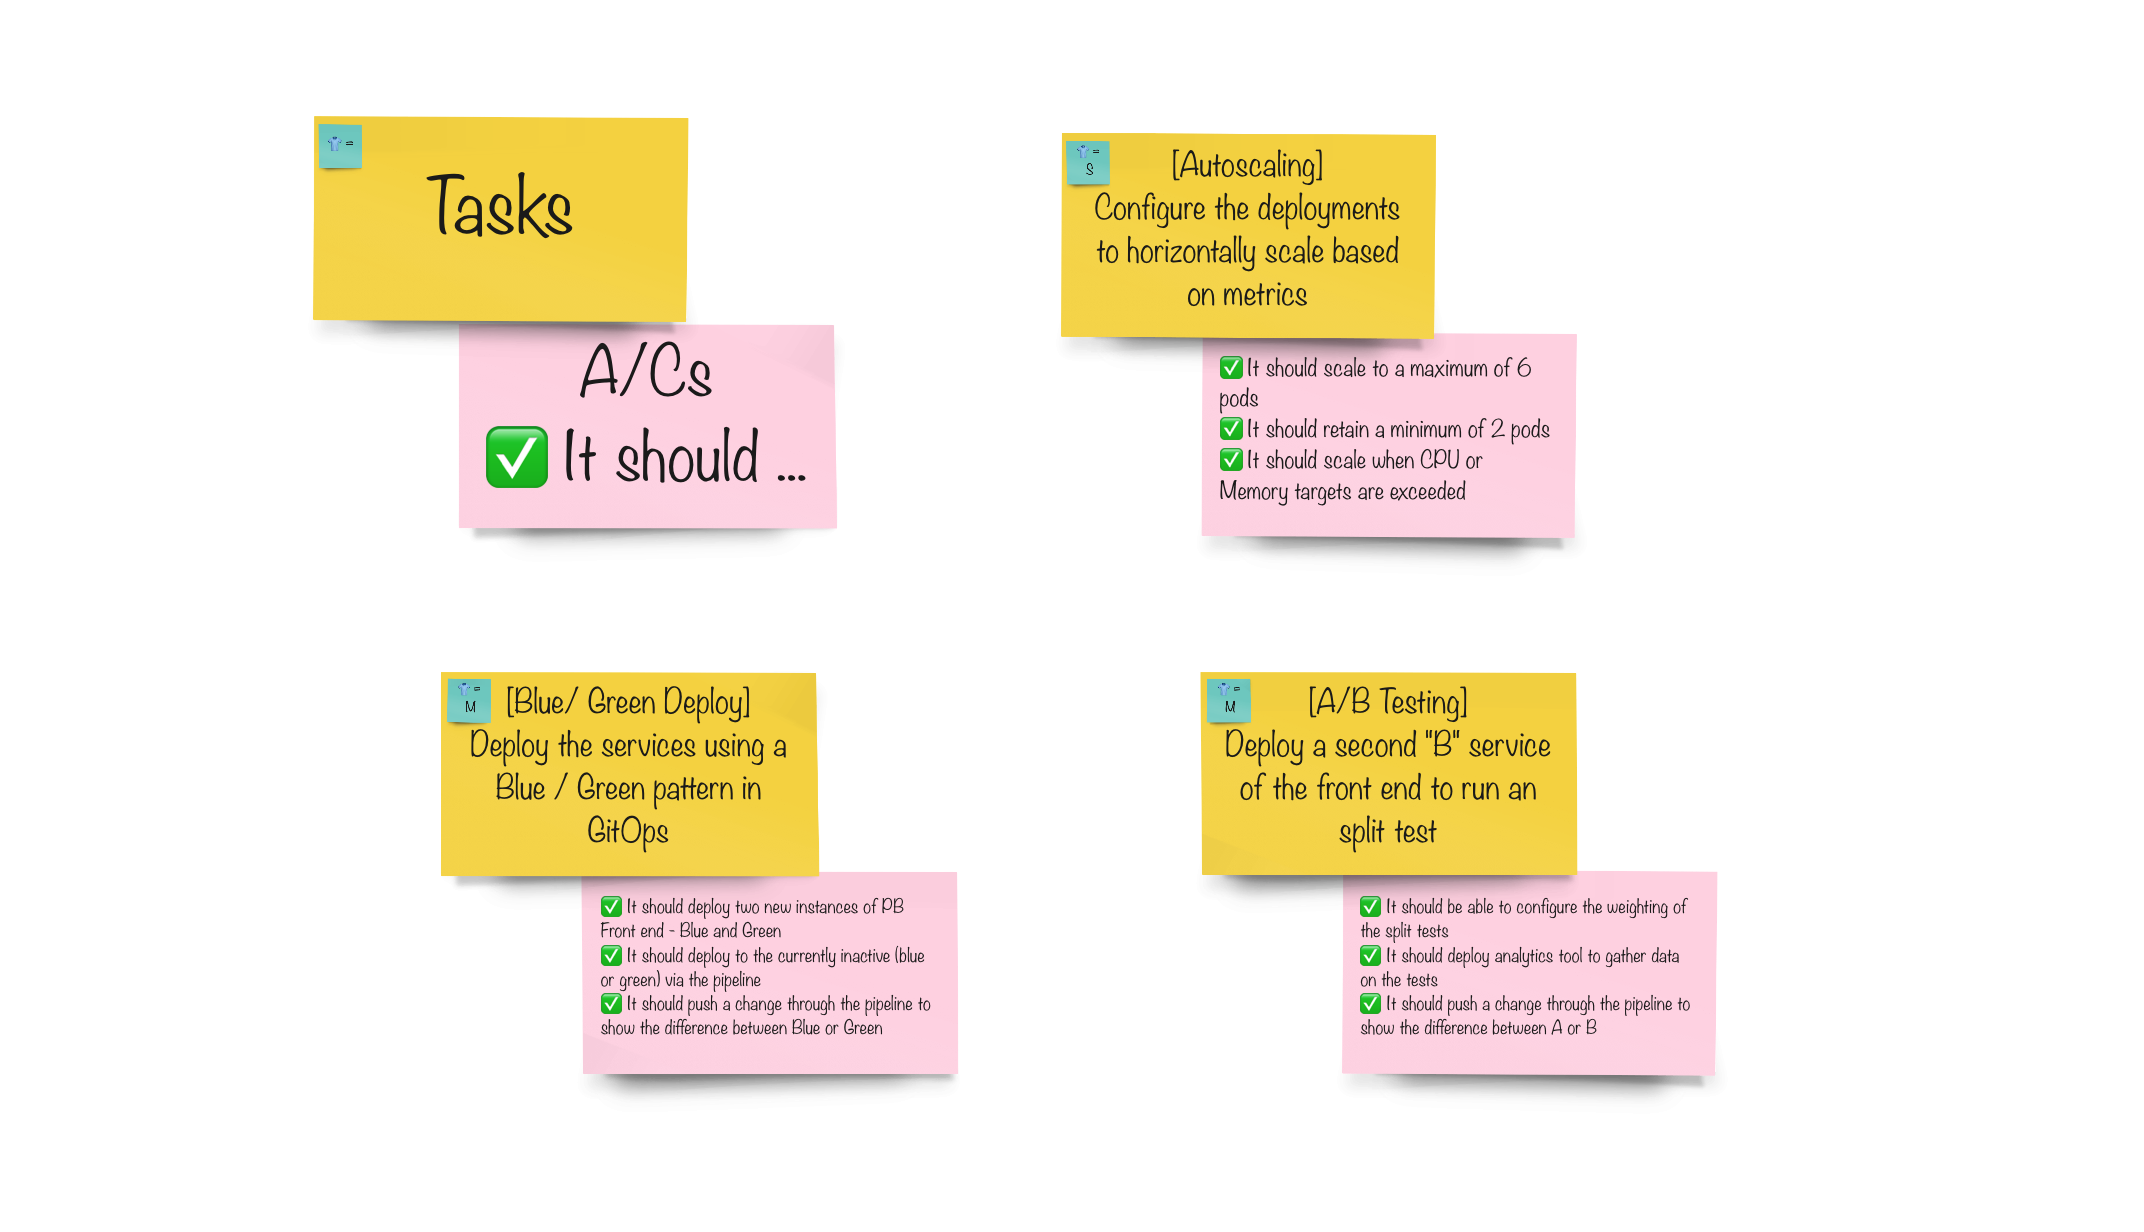 👕 =
Tasks
A/Cs
✅ It should ...
👕 =
S
[Autoscaling]
Configure the deployments
to horizontally scale based
on metrics
✅ It should scale to a maximum of 6
pods
✅ It should retain a minimum of 2 pods
✅ It should scale when CPU or
Memory targets are exceeded
👕 =
M
[Blue/ Green Deploy]
Deploy the services using a
Blue / Green pattern in
GitOps
✅ It should deploy two new instances of PB
Front end - Blue and Green
✅ It should deploy to the currently inactive (blue
or green) via the pipeline
✅ It should push a change through the pipeline to
show the difference between Blue or Green
👕 =
M
[A/B Testing]
Deploy a second "B" service
of the front end to run an
split test
✅ It should be able to configure the weighting of
the split tests
✅ It should deploy analytics tool to gather data
on the tests
✅ It should push a change through the pipeline to
show the difference between A or B